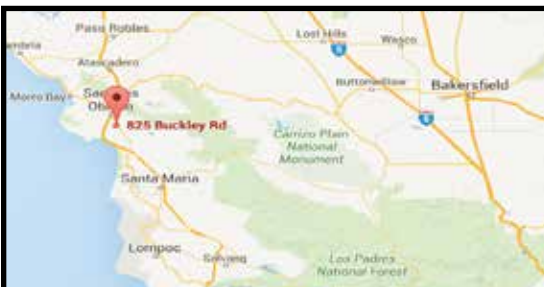 Paso Robles
Lost Hills
Wasco
Atascadero
Buttonwillow
Bakersfield
Morro Bay
825 Buckley Rd
Carrizo Plain
National
Monument
Santa Maria
Lompoc
Solvang
Los Padres
National Forest